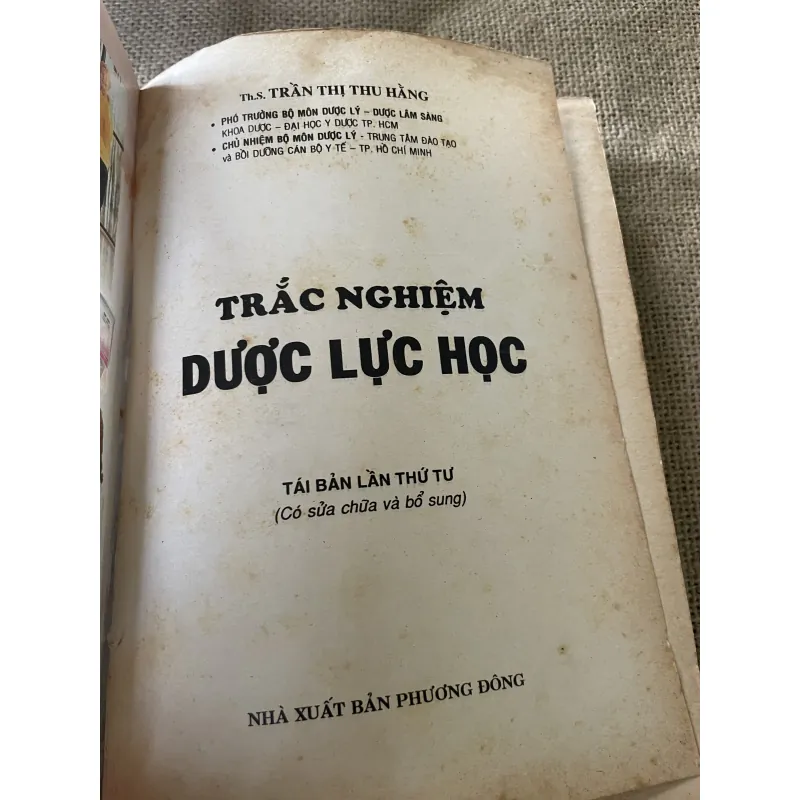 Th.S. TRẦN THỊ THU HẰNG
• PHÓ TRƯỞNG BỘ MÔN DƯỢC LÝ – DƯỢC LÂM SÀNG
KHOA DƯỢC – ĐẠI HỌC Y DƯỢC TP. HCM
• CHỦ NHIỆM BỘ MÔN DƯỢC LÝ - TRUNG TÂM ĐÀO TẠO
và BỒI DƯỠNG CÁN BỘ Y TẾ – TP. HỒ CHÍ MINH
TRẮC NGHIỆM
DƯỢC LỰC HỌC
TÁI BẢN LẦN THỨ TƯ
(Có sửa chữa và bổ sung)
NHÀ XUẤT BẢN PHƯƠNG ĐÔNG